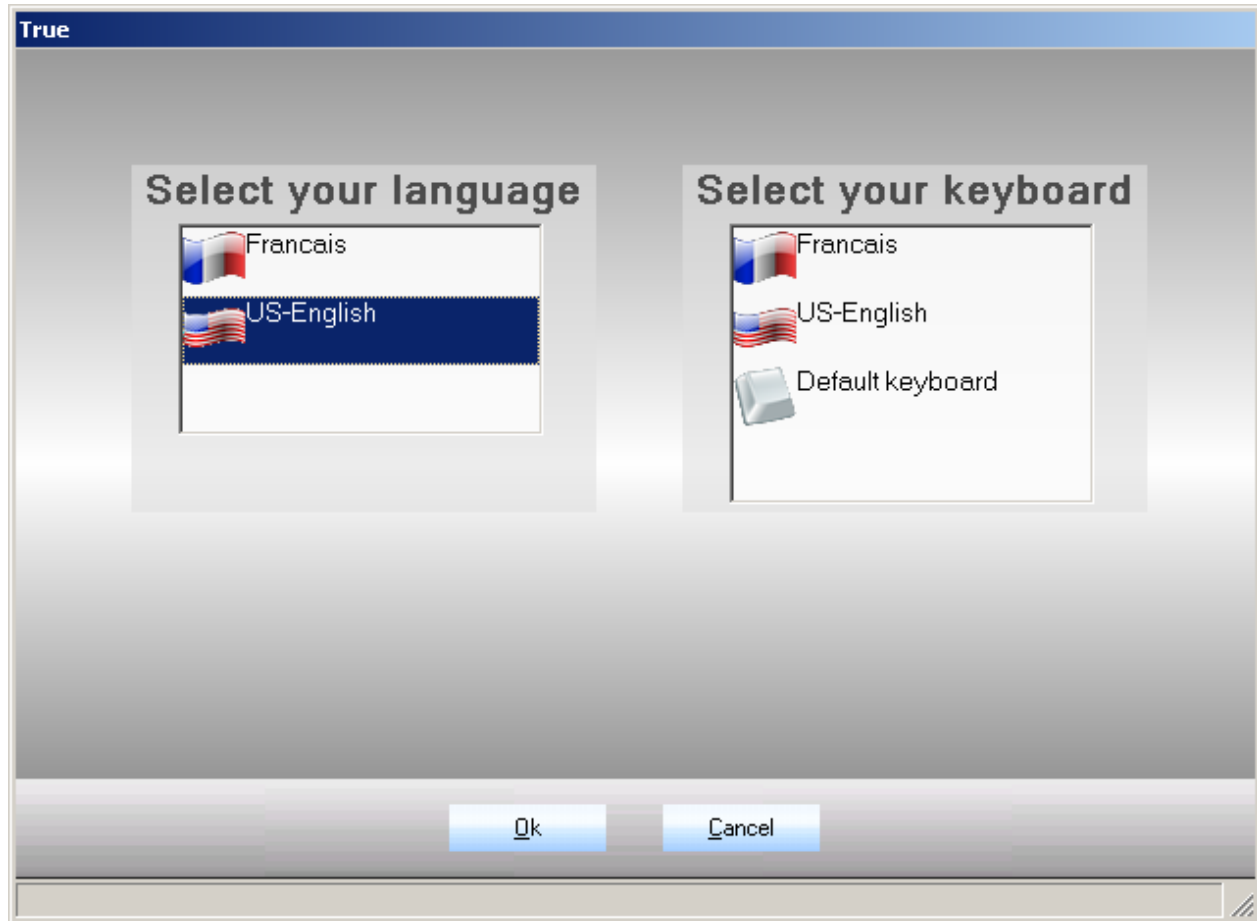 True
Select your language
Francais
US-English
Select your keyboard
Francais
US-English
Default keyboard
Ok
Cancel